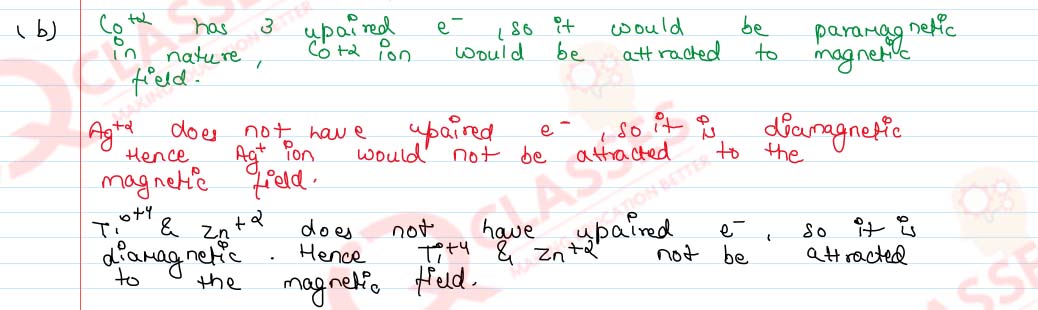 (b) Co+2 has 3 upaired e- , so it would be paramagnetic
in nature, Co+2 ion would be attracted to magnetic
field.
Ag+2 does not have upaired e- , so it is diamagnetic
Hence Ag+ ion would not be attracted to the
magnetic field.
Ti+4 & Zn+2 does not have upaired e- , so it is
diamagnetic. Hence Ti+4 & Zn+2 not be attracted
to the magnetic field.